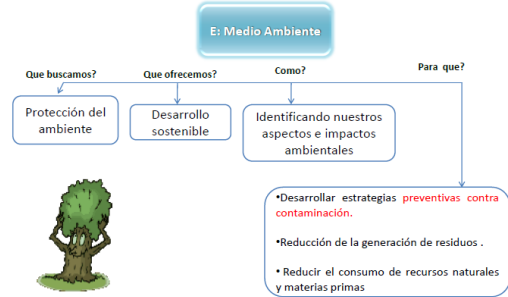 E: Medio Ambiente
Que buscamos?
Que ofrecemos?
Como?
Para que?
Protección del
ambiente
Desarrollo
sostenible
Identificando nuestros
aspectos e impactos
ambientales
•Desarrollar estrategias preventivas contra
contaminación.
•Reducción de la generación de residuos .
• Reducir el consumo de recursos naturales
y materias primas